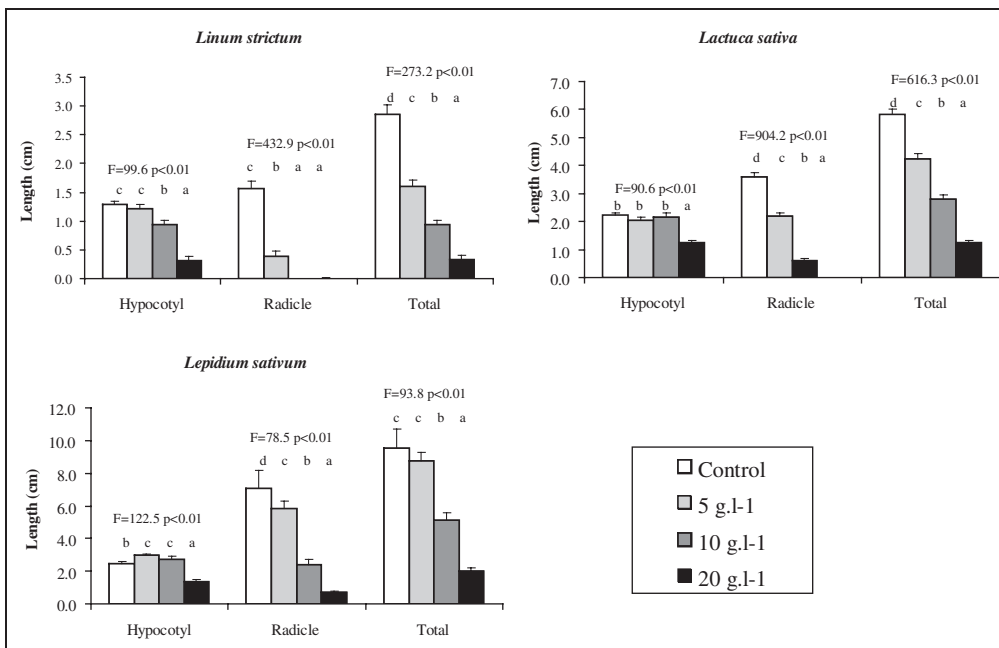 Linum strictum
F=273.2 p<0.01
d c b a
F=432.9 p<0.01
c b a a
F=99.6 p<0.01
c c b a
Length (cm)
3.5
3.0
2.5
2.0
1.5
1.0
0.5
0.0
Hypocotyl Radicle Total
Lactuca sativa
F=616.3 p<0.01
d c b a
F=904.2 p<0.01
d c b a
F=90.6 p<0.01
b b b a
Length (cm)
7.0
6.0
5.0
4.0
3.0
2.0
1.0
0.0
Hypocotyl Radicle Total
Lepidium sativum
F=93.8 p<0.01
c c b a
F=78.5 p<0.01
d c b a
F=122.5 p<0.01
b c c a
Length (cm)
12.0
10.0
8.0
6.0
4.0
2.0
0.0
Hypocotyl Radicle Total
Control
5 g.l-1
10 g.l-1
20 g.l-1